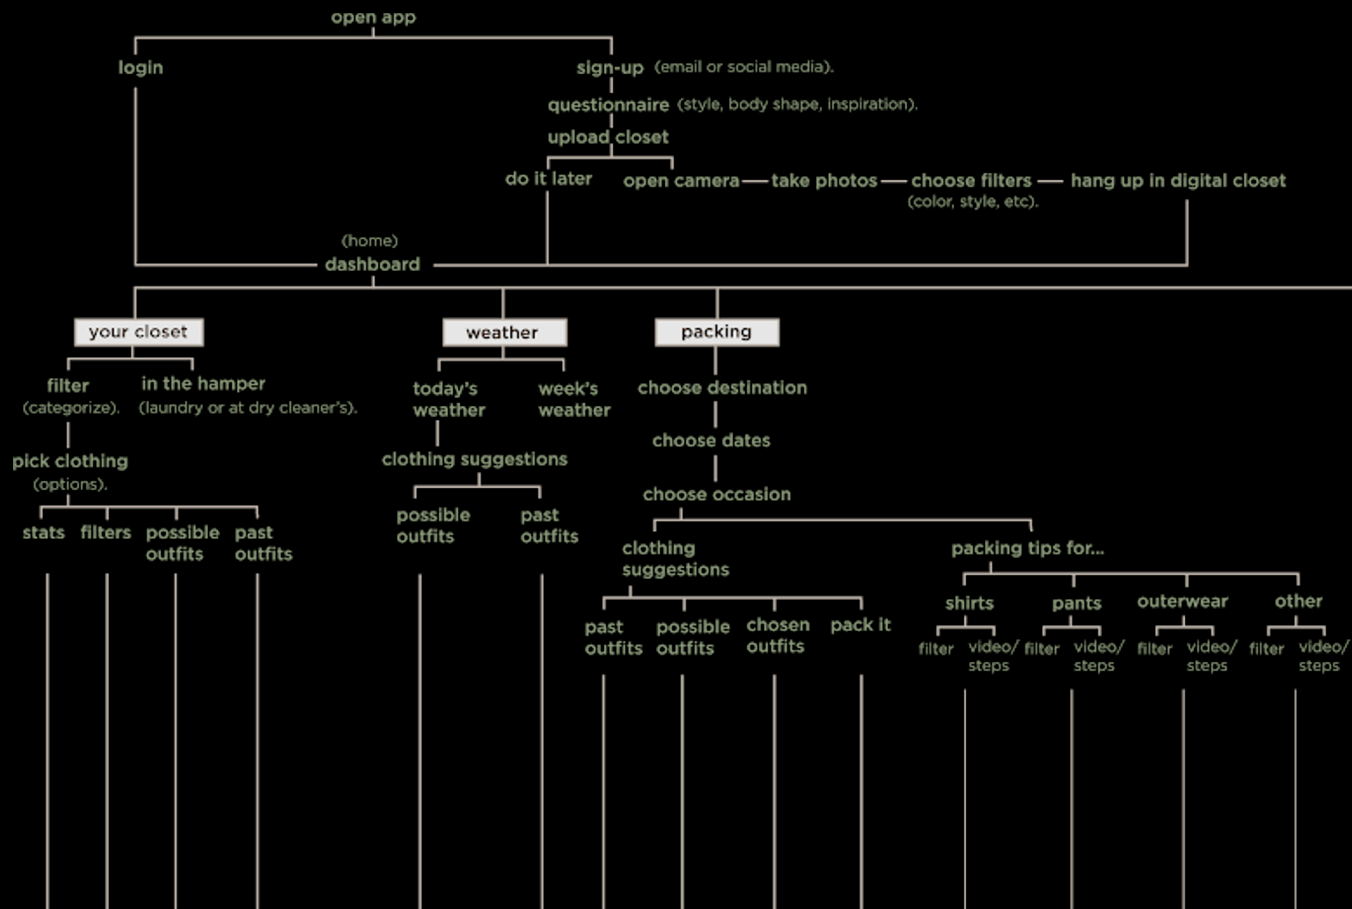 open app
login
sign-up (email or social media).
questionnaire (style, body shape, inspiration).
upload closet
do it later
open camera
take photos
choose filters
(color, style, etc).
hang up in digital closet
(home)
dashboard
your closet
weather
packing
filter
(categorize).
in the hamper
(laundry or at dry cleaner's).
pick clothing
(options).
stats
filters
possible
outfits
past
outfits
today's
weather
week's
weather
clothing suggestions
possible
outfits
past
outfits
choose destination
choose dates
choose occasion
clothing
suggestions
past
outfits
possible
outfits
chosen
outfits
pack it
packing tips for...
shirts
filter
video/
steps
pants
filter
video/
steps
outerwear
filter
video/
steps
other
filter
video/
steps